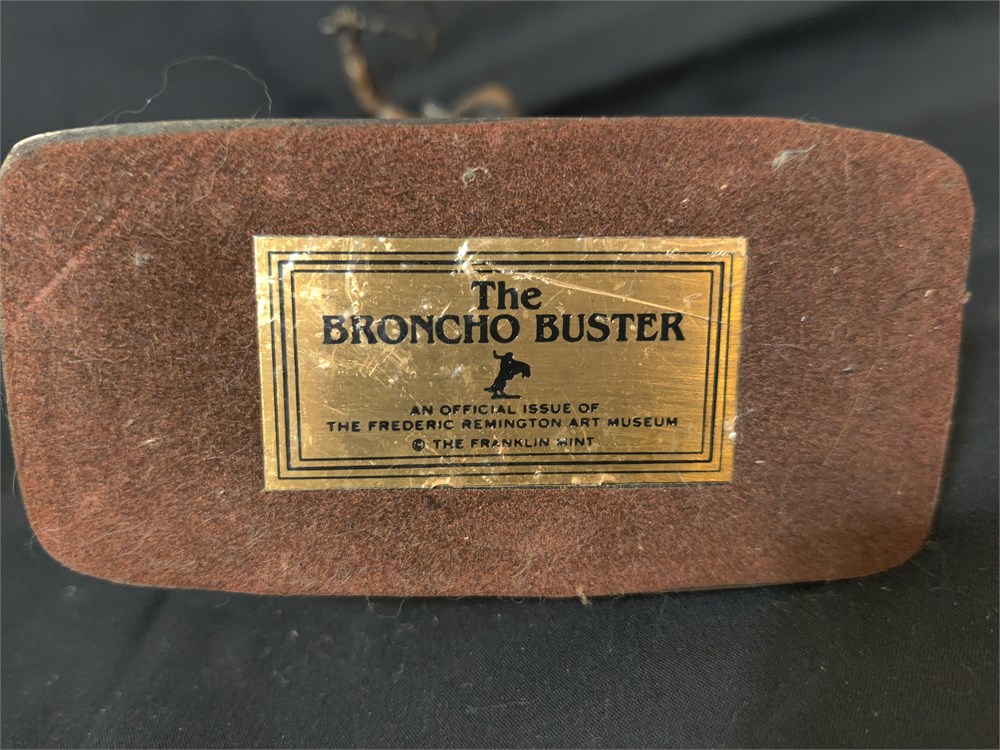 The
BRONCHO BUSTER
AN OFFICIAL ISSUE OF
THE FREDERIC REMINGTON ART MUSEUM
© THE FRANKLIN MINT